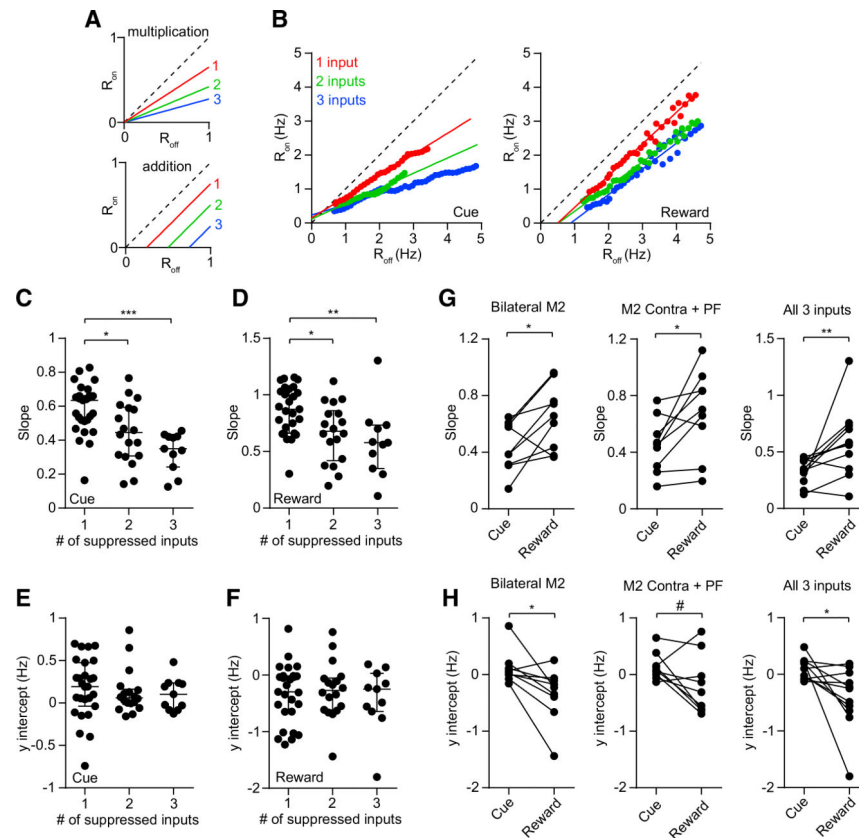 A
multiplication
R_on
1
0
1
2
3
0
1
R_off
addition
R_on
1
0
1
2
3
0
1
R_off
B
R_on (Hz)
5
4
3
2
1
0
1 input
2 inputs
3 inputs
Cue
0 1 2 3 4 5
R_off (Hz)
R_on (Hz)
5
4
3
2
1
0
Reward
0 1 2 3 4 5
R_off (Hz)
C
***
*
Slope
1
0.8
0.6
0.4
0.2
0
Cue
1 2 3
# of suppressed inputs
D
**
*
Slope
1.5
1
0.5
0
Reward
1 2 3
# of suppressed inputs
G
Bilateral M2
*
Slope
1.2
0.8
0.4
0
Cue
Reward
M2 Contra + PF
*
Slope
1.2
0.8
0.4
0
Cue
Reward
All 3 inputs
**
Slope
1.5
1
0.5
0
Cue
Reward
E
y intercept (Hz)
1
0.5
0
-0.5
-1
Cue
1 2 3
# of suppressed inputs
F
y intercept (Hz)
1
0
-1
-2
Reward
1 2 3
# of suppressed inputs
H
Bilateral M2
*
y intercept (Hz)
1
0
-1
-2
Cue
Reward
M2 Contra + PF
#
y intercept (Hz)
1
0
-1
-2
Cue
Reward
All 3 inputs
*
y intercept (Hz)
1
0
-1
-2
Cue
Reward